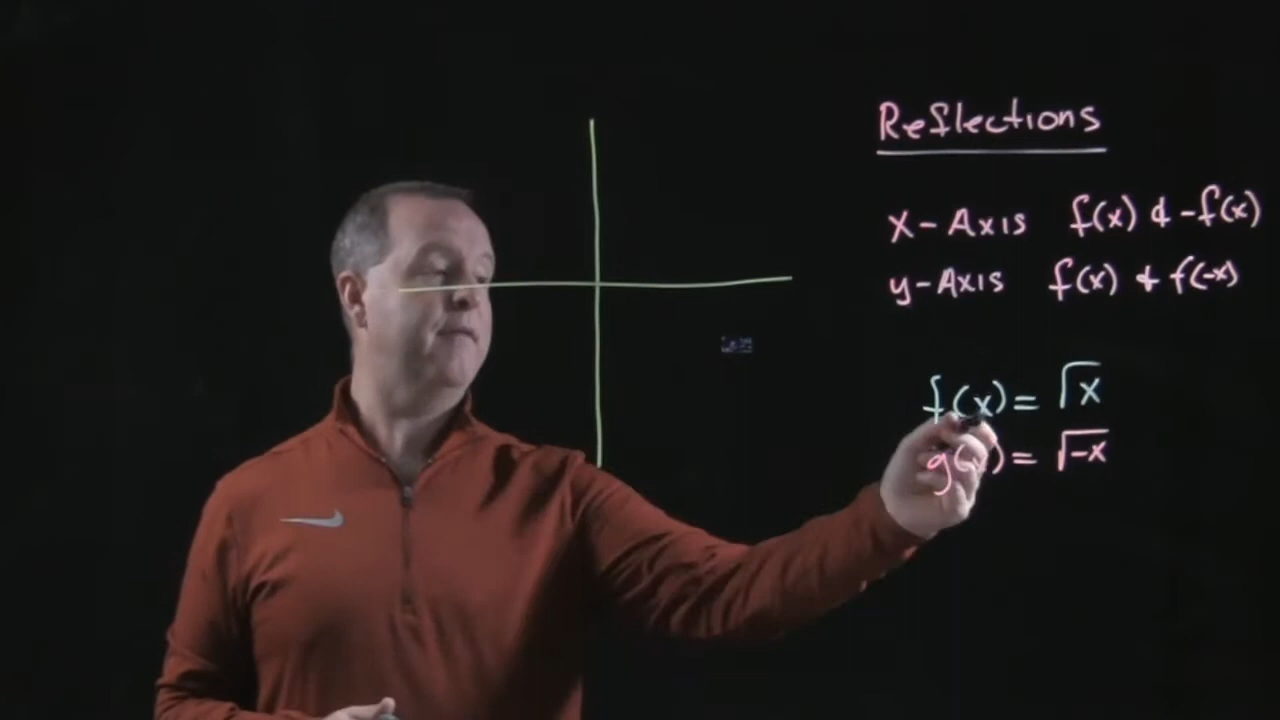 Reflections
x-Axis f(x) & -f(x)
y-Axis f(x) & f(-x)
f(x) = √x
g( ) = √-x